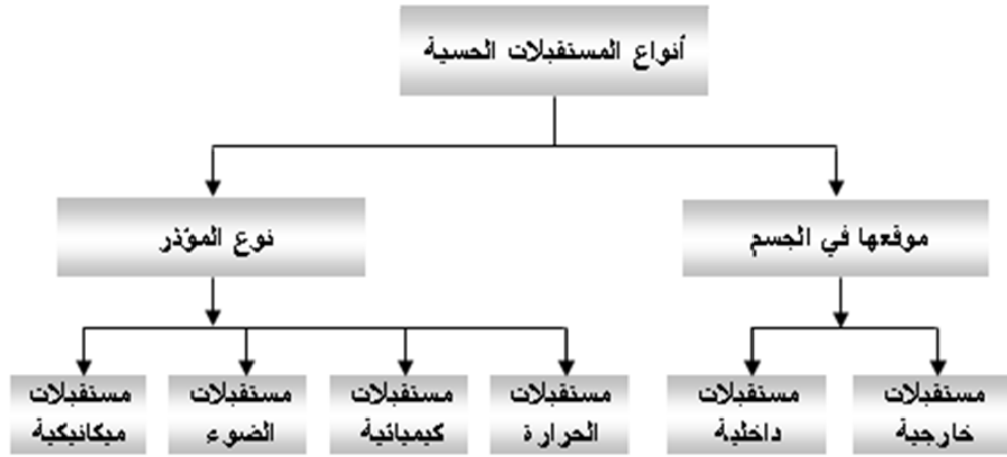 أنواع المستقبلات الحسية
موقعها في الجسم
نوع المؤثر
مستقبلات
خارجية
مستقبلات
داخلية
مستقبلات
الحرارة
مستقبلات
كيميائية
مستقبلات
الضوء
مستقبلات
ميكانيكية